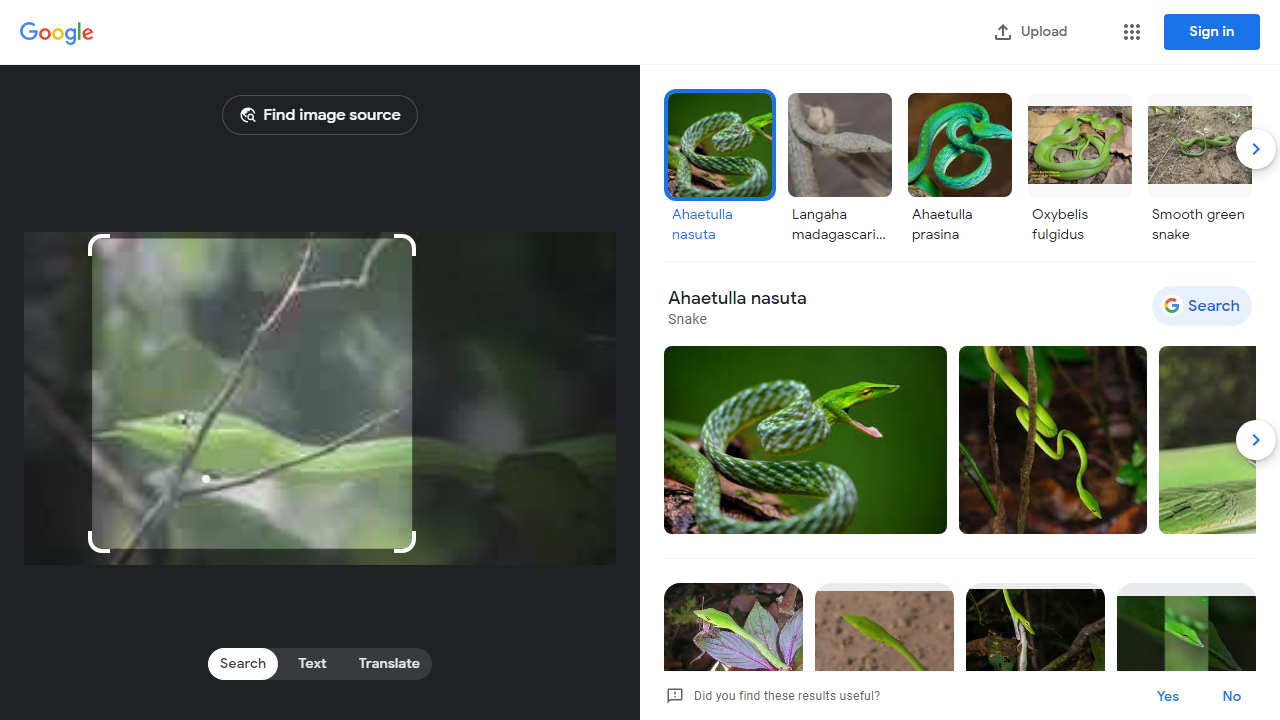 Google
Upload
Sign in
Find image source
Ahaetulla
nasuta
Langaha
madagascari...
Ahaetulla
prasina
Oxybelis
fulgidus
Smooth green
snake
Ahaetulla nasuta
Snake
Search
Search
Text
Translate
Did you find these results useful?
Yes
No